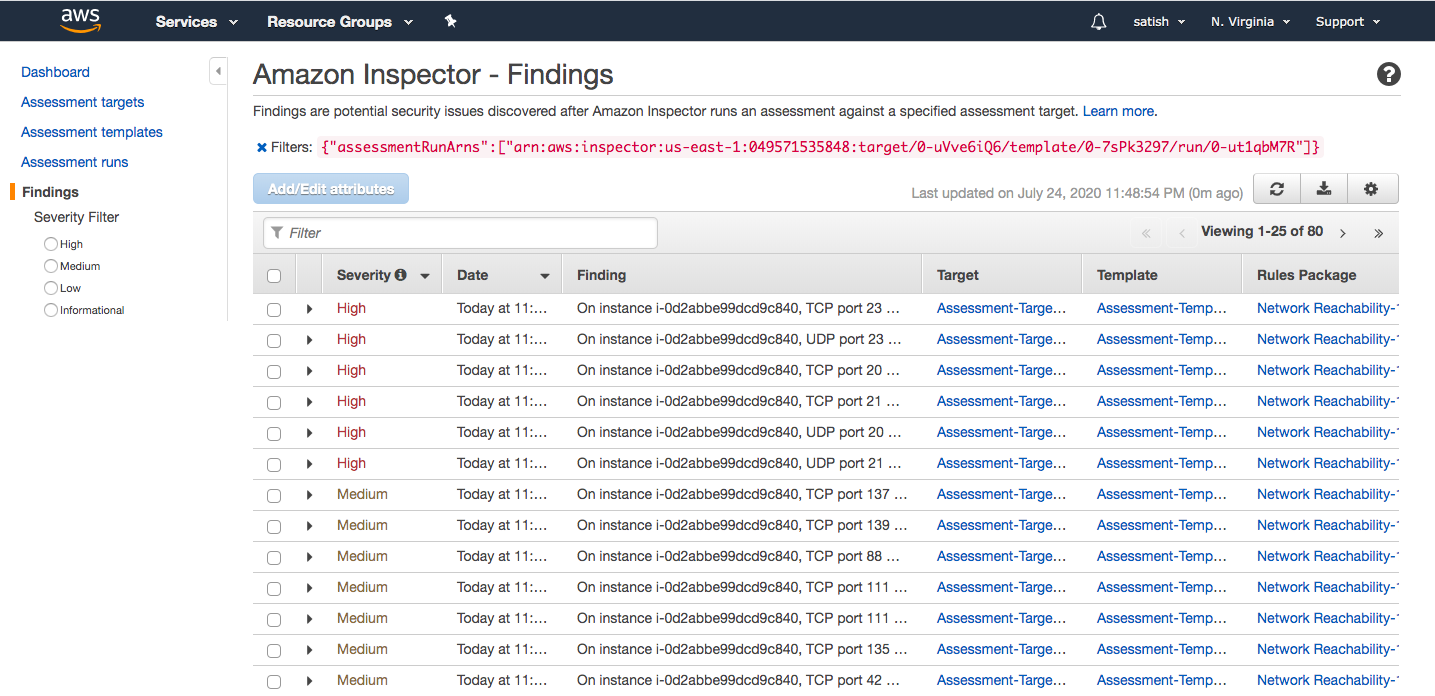 aws Services Resource Groups satish N. Virginia Support
Dashboard
Assessment targets
Assessment templates
Assessment runs
Findings
Severity Filter
High
Medium
Low
Informational
Amazon Inspector - Findings
Findings are potential security issues discovered after Amazon Inspector runs an assessment against a specified assessment target. Learn more.
Filters: {"assessmentRunArns":["arn:aws:inspector:us-east-1:049571535848:target/0-uVve6iQ6/template/0-7sPk3297/run/0-ut1qbM7R"]}
Add/Edit attributes Last updated on July 24, 2020 11:48:54 PM (0m ago)
Filter « ‹ Viewing 1-25 of 80 › »
Severity Date Finding Target Template Rules Package
High Today at 11:... On instance i-0d2abbe99dcd9c840, TCP port 23 ... Assessment-Targe... Assessment-Temp... Network Reachability-1
High Today at 11:... On instance i-0d2abbe99dcd9c840, UDP port 23 ... Assessment-Targe... Assessment-Temp... Network Reachability-1
High Today at 11:... On instance i-0d2abbe99dcd9c840, TCP port 20 ... Assessment-Targe... Assessment-Temp... Network Reachability-1
High Today at 11:... On instance i-0d2abbe99dcd9c840, TCP port 21 ... Assessment-Targe... Assessment-Temp... Network Reachability-1
High Today at 11:... On instance i-0d2abbe99dcd9c840, UDP port 20 ... Assessment-Targe... Assessment-Temp... Network Reachability-1
High Today at 11:... On instance i-0d2abbe99dcd9c840, UDP port 21 ... Assessment-Targe... Assessment-Temp... Network Reachability-1
Medium Today at 11:... On instance i-0d2abbe99dcd9c840, TCP port 137 ... Assessment-Targe... Assessment-Temp... Network Reachability-1
Medium Today at 11:... On instance i-0d2abbe99dcd9c840, TCP port 139 ... Assessment-Targe... Assessment-Temp... Network Reachability-1
Medium Today at 11:... On instance i-0d2abbe99dcd9c840, TCP port 88 ... Assessment-Targe... Assessment-Temp... Network Reachability-1
Medium Today at 11:... On instance i-0d2abbe99dcd9c840, TCP port 111 ... Assessment-Targe... Assessment-Temp... Network Reachability-1
Medium Today at 11:... On instance i-0d2abbe99dcd9c840, TCP port 111 ... Assessment-Targe... Assessment-Temp... Network Reachability-1
Medium Today at 11:... On instance i-0d2abbe99dcd9c840, TCP port 135 ... Assessment-Targe... Assessment-Temp... Network Reachability-1
Medium Today at 11:... On instance i-0d2abbe99dcd9c840, TCP port 42 ... Assessment-Targe... Assessment-Temp... Network Reachability-1